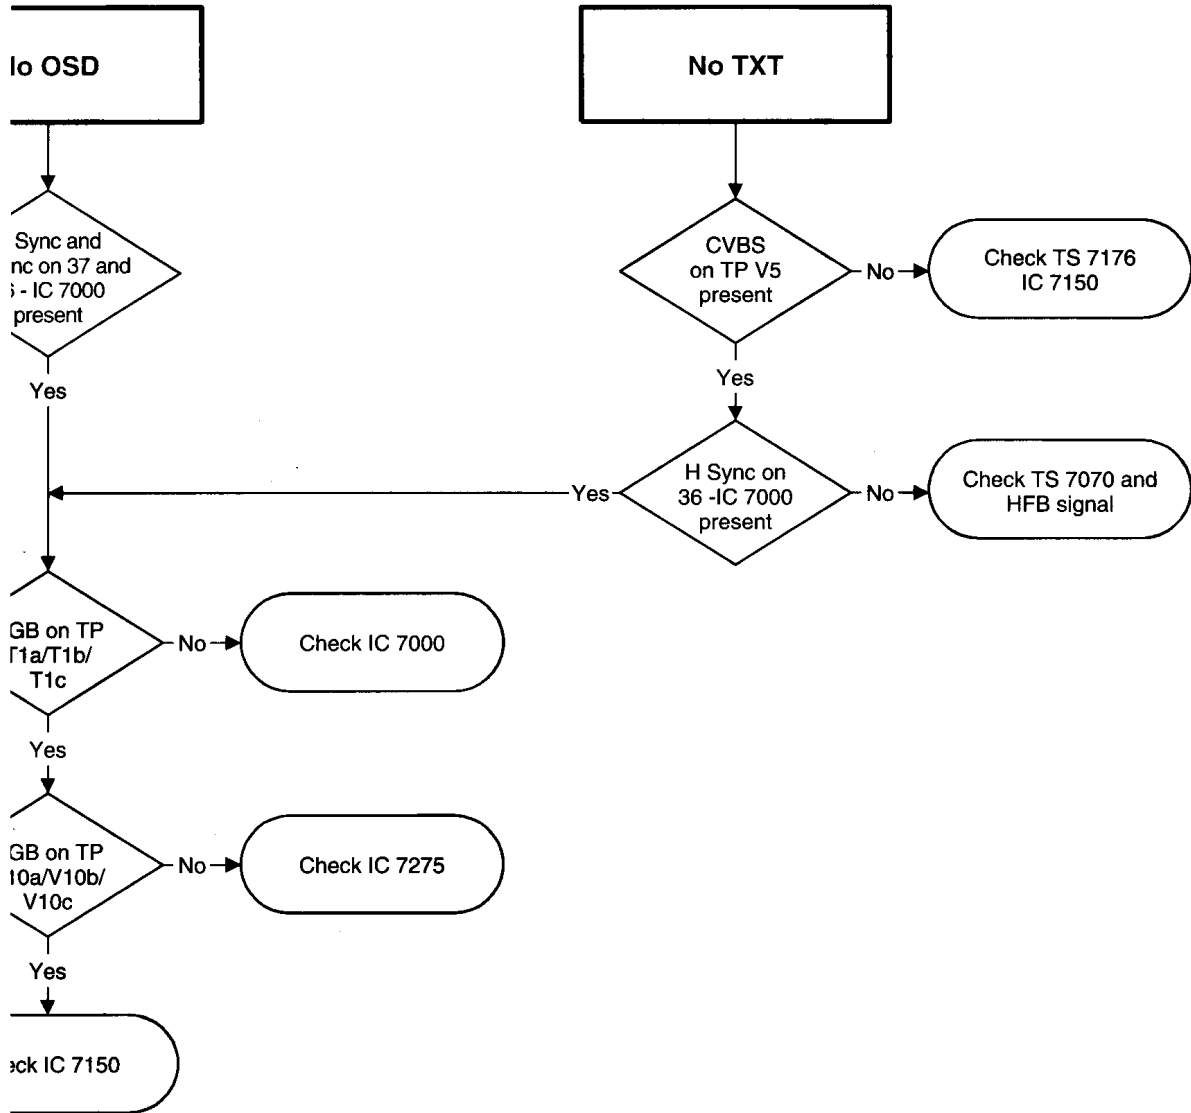 OSD
Sync and
on 37 and
- IC 7000
present
Yes
GB on TP
T1a/T1b/
T1c
No
Check IC 7000
Yes
GB on TP
10a/V10b/
V10c
No
Check IC 7275
Yes
IC 7150
No TXT
CVBS
on TP V5
present
No
Check TS 7176
IC 7150
Yes
H Sync on
36 -IC 7000
present
Yes
No
Check TS 7070 and
HFB signal